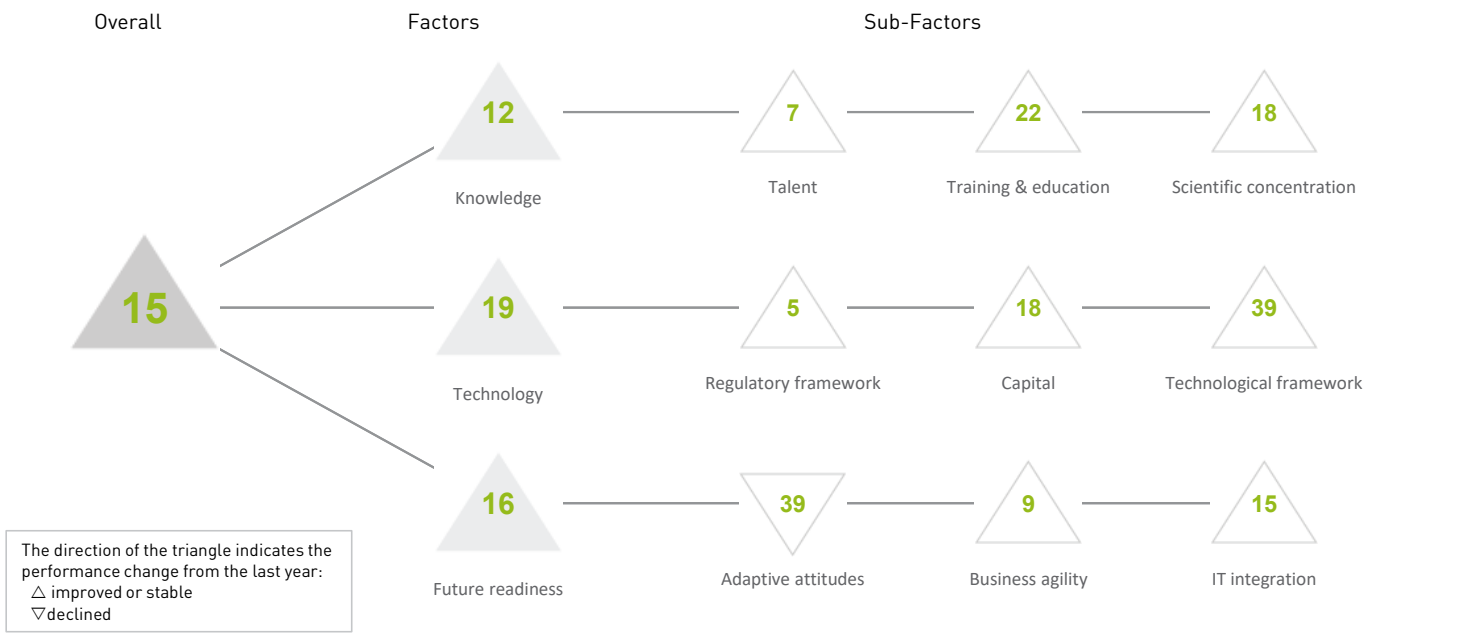 Overall
Factors
Sub-Factors
12
7
22
18
Knowledge
Talent
Training & education
Scientific concentration
15
19
5
18
39
Technology
Regulatory framework
Capital
Technological framework
16
39
9
15
Future readiness
Adaptive attitudes
Business agility
IT integration
The direction of the triangle indicates the
performance change from the last year:
△ improved or stable
▽declined